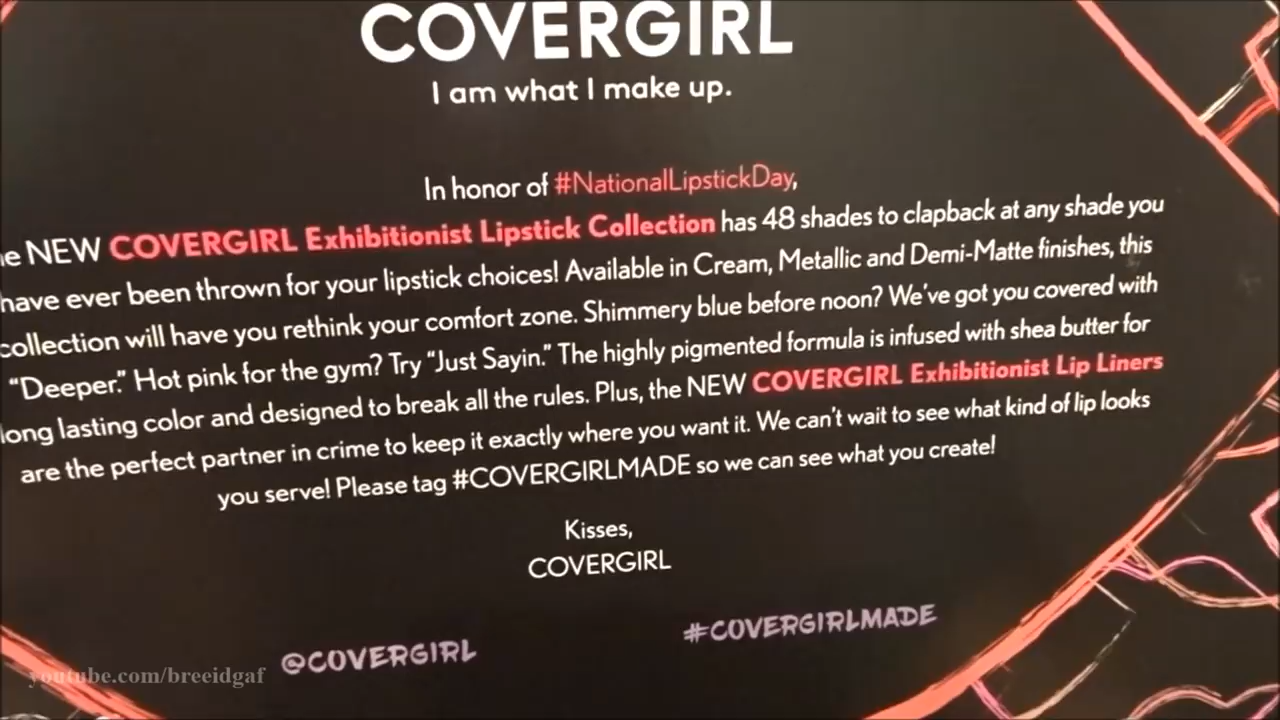 COVERGIRL
I am what I make up.
In honor of #NationalLipstickDay,
NEW COVERGIRL Exhibitionist Lipstick Collection has 48 shades to clapback at any shade you
have ever been thrown for your lipstick choices! Available in Cream, Metallic and Demi-Matte finishes, this
collection will have you rethink your comfort zone. Shimmery blue before noon? We've got you covered with
“Deeper.” Hot pink for the gym? Try “Just Sayin.” The highly pigmented formula is infused with shea butter for
long lasting color and designed to break all the rules. Plus, the NEW COVERGIRL Exhibitionist Lip Liners
are the perfect partner in crime to keep it exactly where you want it. We can't wait to see what kind of lip looks
you serve! Please tag #COVERGIRLMADE so we can see what you create!
Kisses,
COVERGIRL
@COVERGIRL
#COVERGIRLMADE
youtube.com/breeidgaf